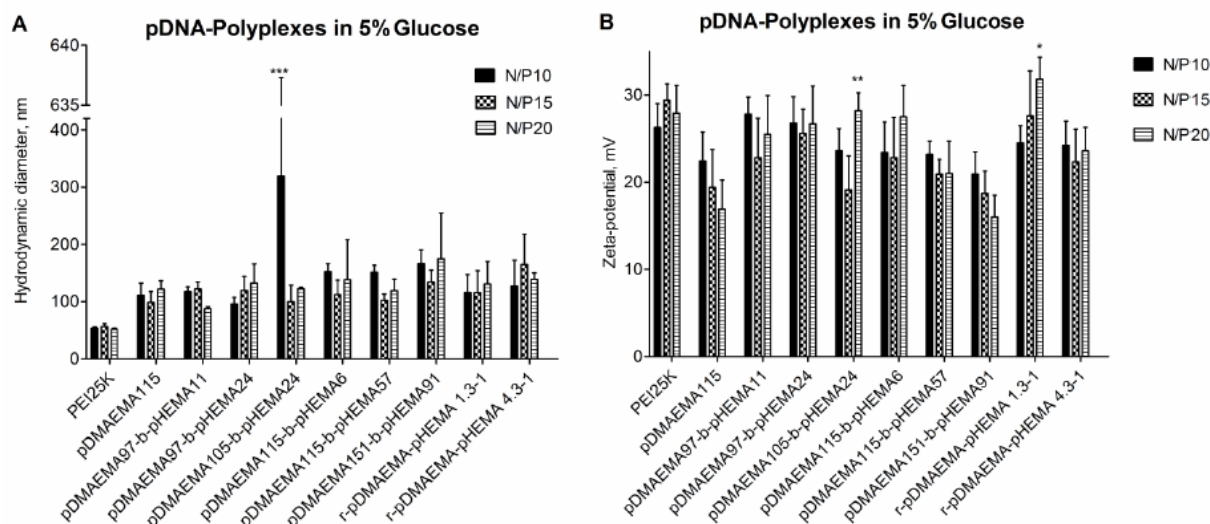 A
pDNA-Polyplexes in 5% Glucose
Hydrodynamic diameter, nm
640
635
400
300
200
100
0
***
N/P10
N/P15
N/P20
PEI25K
pDMAEMA115
pDMAEMA97-b-pHEMA11
pDMAEMA97-b-pHEMA24
pDMAEMA105-b-pHEMA24
pDMAEMA115-b-pHEMA6
pDMAEMA115-b-pHEMA57
pDMAEMA151-b-pHEMA91
r-pDMAEMA-pHEMA 1.3-1
r-pDMAEMA-pHEMA 4.3-1
B
pDNA-Polyplexes in 5% Glucose
Zeta-potential, mV
30
20
10
0
**
*
N/P10
N/P15
N/P20
PEI25K
pDMAEMA115
pDMAEMA97-b-pHEMA11
pDMAEMA97-b-pHEMA24
pDMAEMA105-b-pHEMA24
pDMAEMA115-b-pHEMA6
pDMAEMA115-b-pHEMA57
pDMAEMA151-b-pHEMA91
r-pDMAEMA-pHEMA 1.3-1
r-pDMAEMA-pHEMA 4.3-1